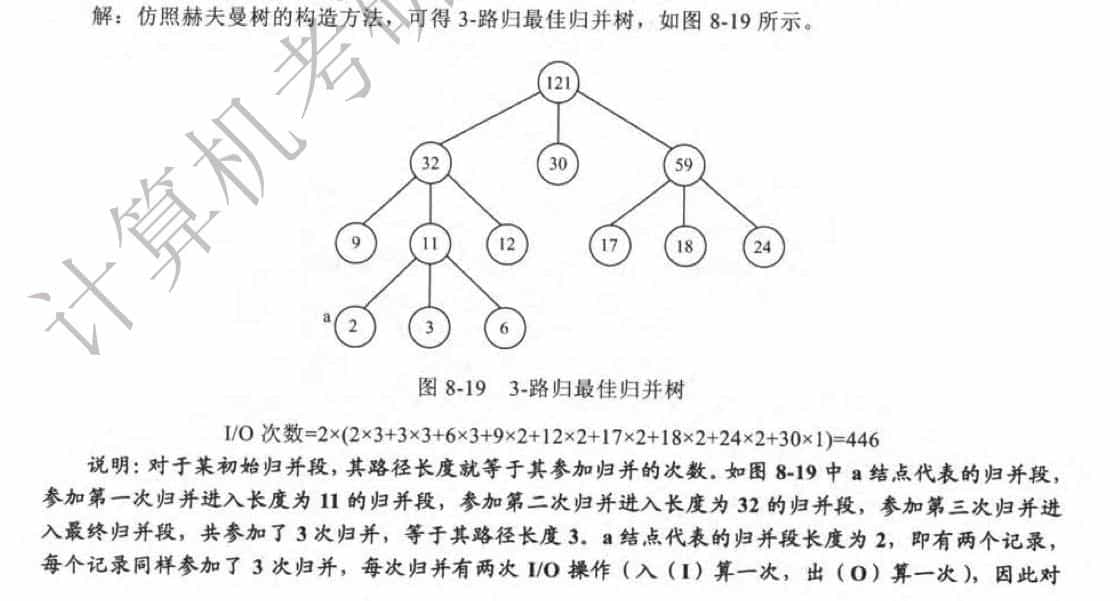 解：仿照赫夫曼树的构造方法，可得 3-路归最佳归并树，如图 8-19 所示。
121
32 30 59
9 11 12 17 18 24
a 2 3 6
图 8-19 3-路归最佳归并树
I/O 次数=2×(2×3+3×3+6×3+9×2+12×2+17×2+18×2+24×2+30×1)=446
说明：对于某初始归并段，其路径长度就等于其参加归并的次数。如图 8-19 中 a 结点代表的归并段，
参加第一次归并进入长度为 11 的归并段，参加第二次归并进入长度为 32 的归并段，参加第三次归并进
入最终归并段，共参加了 3 次归并，等于其路径长度 3。a 结点代表的归并段长度为 2，即有两个记录，
每个记录同样参加了 3 次归并，每次归并有两次 I/O 操作（入（I）算一次，出（O）算一次），因此对
计算机考研